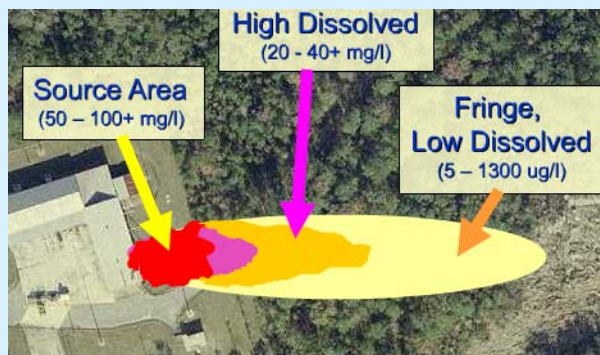 High Dissolved
(20 - 40+ mg/l)
Source Area
(50 – 100+ mg/l)
Fringe,
Low Dissolved
(5 – 1300 ug/l)